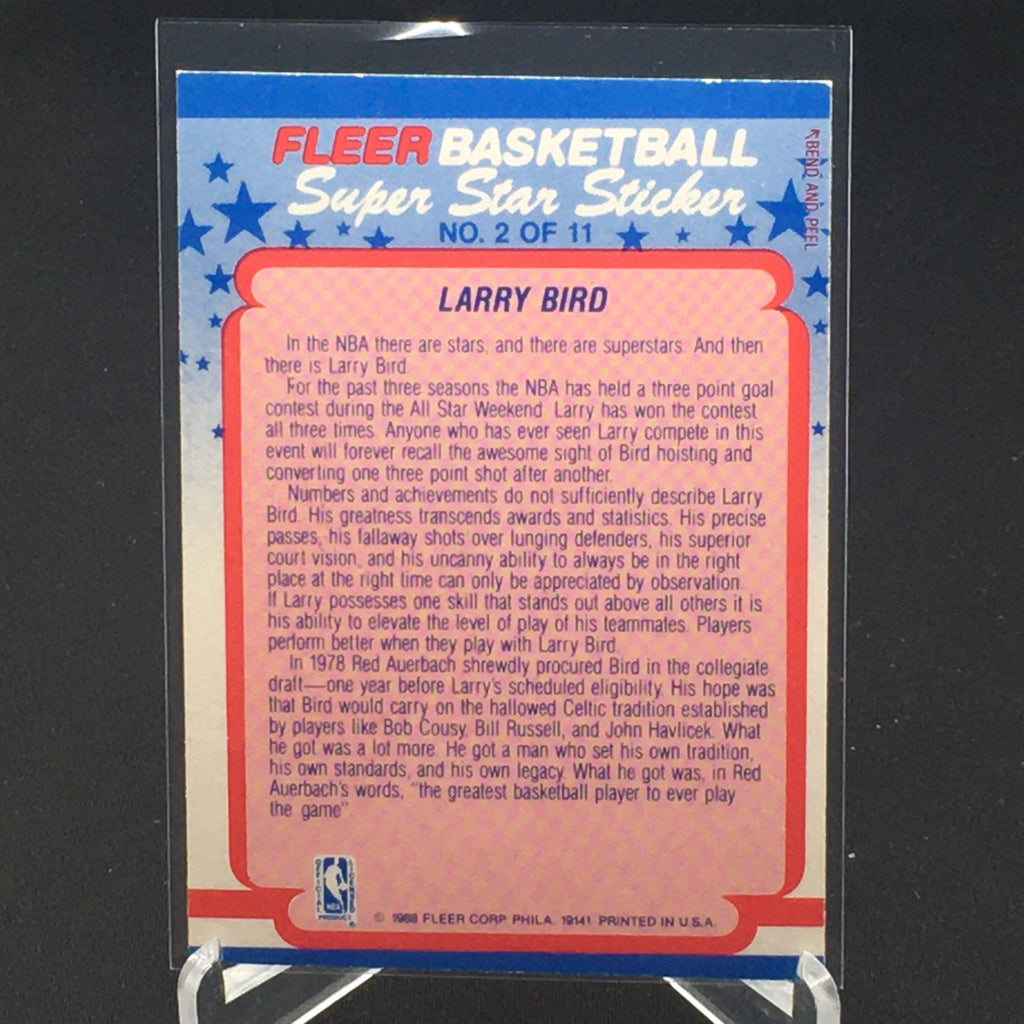 FLEER BASKETBALL
Super Star Sticker
NO. 2 OF 11
BEND AND PEEL
LARRY BIRD
In the NBA there are stars, and there are superstars. And then
there is Larry Bird.
For the past three seasons the NBA has held a three point goal
contest during the All Star Weekend. Larry has won the contest
all three times. Anyone who has ever seen Larry compete in this
event will forever recall the awesome sight of Bird hoisting and
converting one three point shot after another.
Numbers and achievements do not sufficiently describe Larry
Bird. His greatness transcends awards and statistics. His precise
passes, his fallaway shots over lunging defenders, his superior
court vision, and his uncanny ability to always be in the right
place at the right time can only be appreciated by observation.
If Larry possesses one skill that stands out above all others it is
his ability to elevate the level of play of his teammates. Players
perform better when they play with Larry Bird.
In 1978 Red Auerbach shrewdly procured Bird in the collegiate
draft—one year before Larry's scheduled eligibility. His hope was
that Bird would carry on the hallowed Celtic tradition established
by players like Bob Cousy, Bill Russell, and John Havlicek. What
he got was a lot more. He got a man who set his own tradition,
his own standards, and his own legacy. What he got was, in Red
Auerbach's words, "the greatest basketball player to ever play
the game".
OFFICIAL LICENSED
NBA
PRODUCT
© 1988 FLEER CORP. PHILA. 19141 PRINTED IN U.S.A.